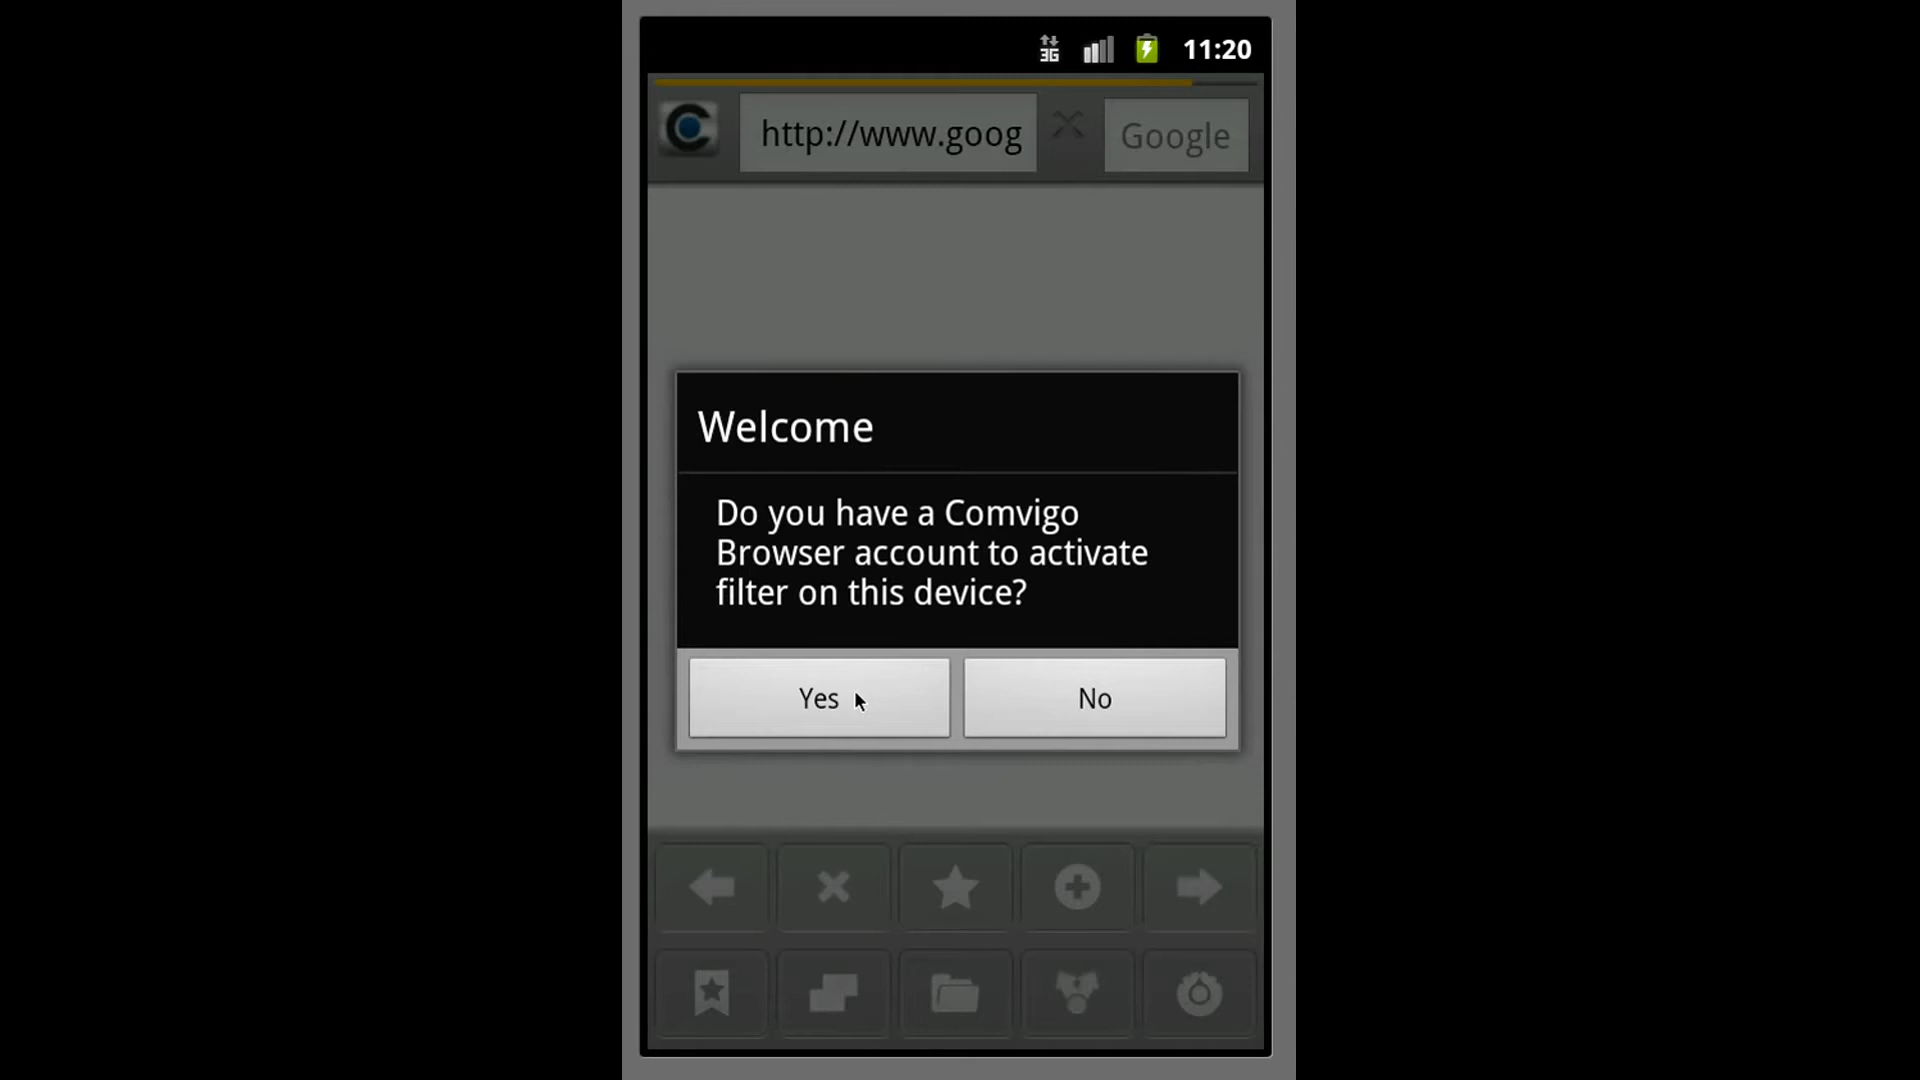 3G 11:20
http://www.goog Google
Welcome
Do you have a Comvigo
Browser account to activate
filter on this device?
Yes No